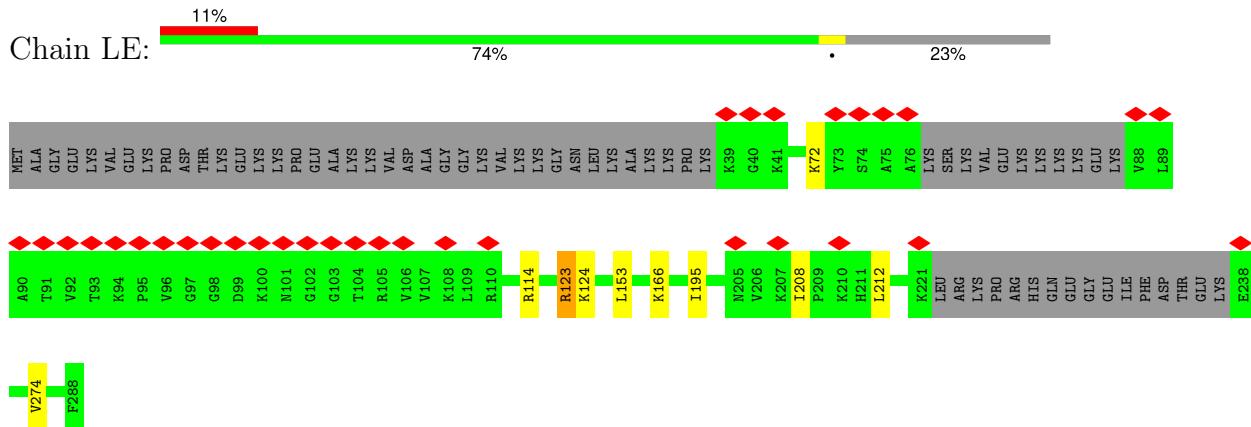 11%
Chain LE:
74% • 23%
MET ALA GLY GLU LYS VAL GLU LYS PRO ASP THR LYS GLU LYS LYS PRO GLU ALA LYS LYS VAL ASP ALA GLY GLY LYS VAL LYS LYS GLY ASN LEU LYS ALA LYS LYS PRO LYS K39 G40 K41 K72 Y73 S74 A75 A76 LYS SER LYS VAL GLU LYS LYS LYS LYS GLU LYS V88 L89
A90 T91 V92 T93 K94 P95 V96 G97 G98 D99 K100 N101 G102 G103 T104 R105 V106 V107 K108 L109 R110 R114 R123 K124 L153 K166 I195 N205 V206 K207 I208 P209 K210 H211 L212 K221 LEU ARG LYS PRO ARG HIS GLN GLU GLY GLU ILE PHE ASP THR GLU LYS E238
V274 F288